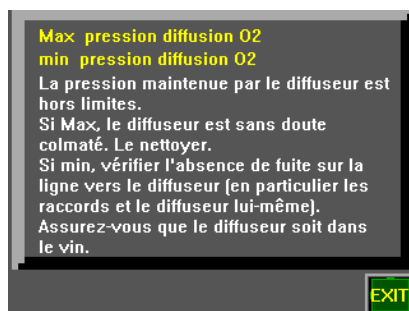 Max pression diffusion O2
min pression diffusion O2
La pression maintenue par le diffuseur est
hors limites.
Si Max, le diffuseur est sans doute
colmaté. Le nettoyer.
Si min, vérifier l'absence de fuite sur la
ligne vers le diffuseur (en particulier les
raccords et le diffuseur lui-même).
Assurez-vous que le diffuseur soit dans
le vin.
EXIT